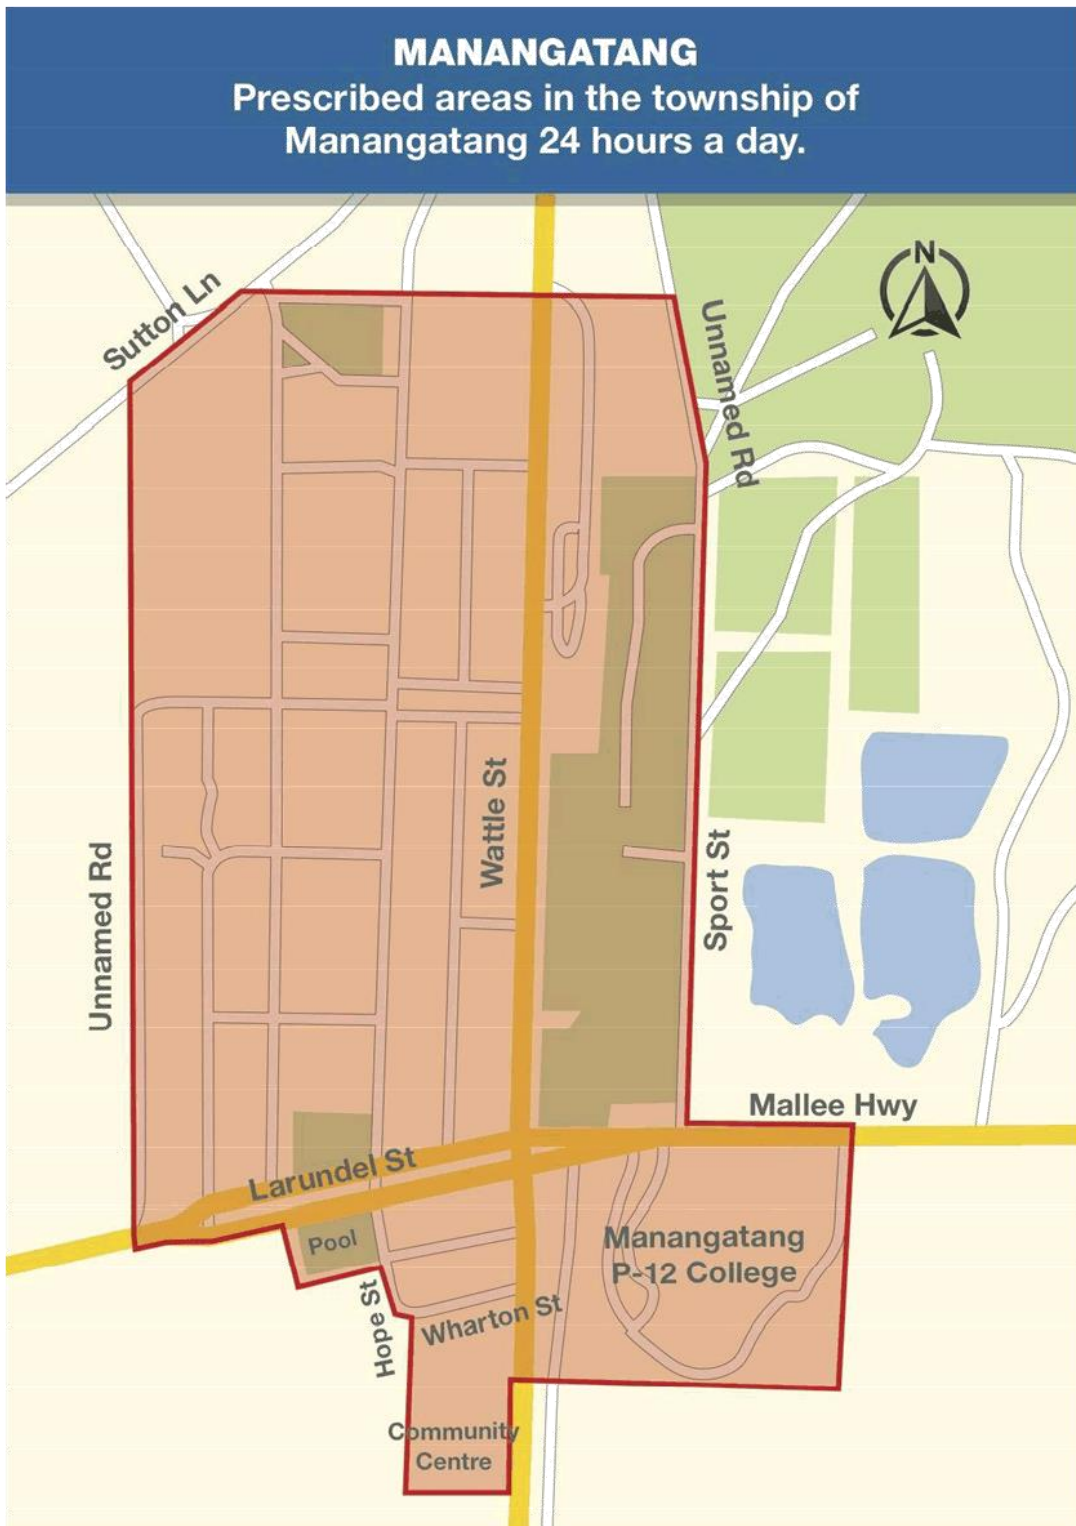 MANANGATANG
Prescribed areas in the township of
Manangatang 24 hours a day.
N
Sutton Ln
Unnamed Rd
Wattle St
Unnamed Rd
Sport St
Mallee Hwy
Larundel St
Pool
Manangatang
P-12 College
Hope St
Wharton St
Community
Centre